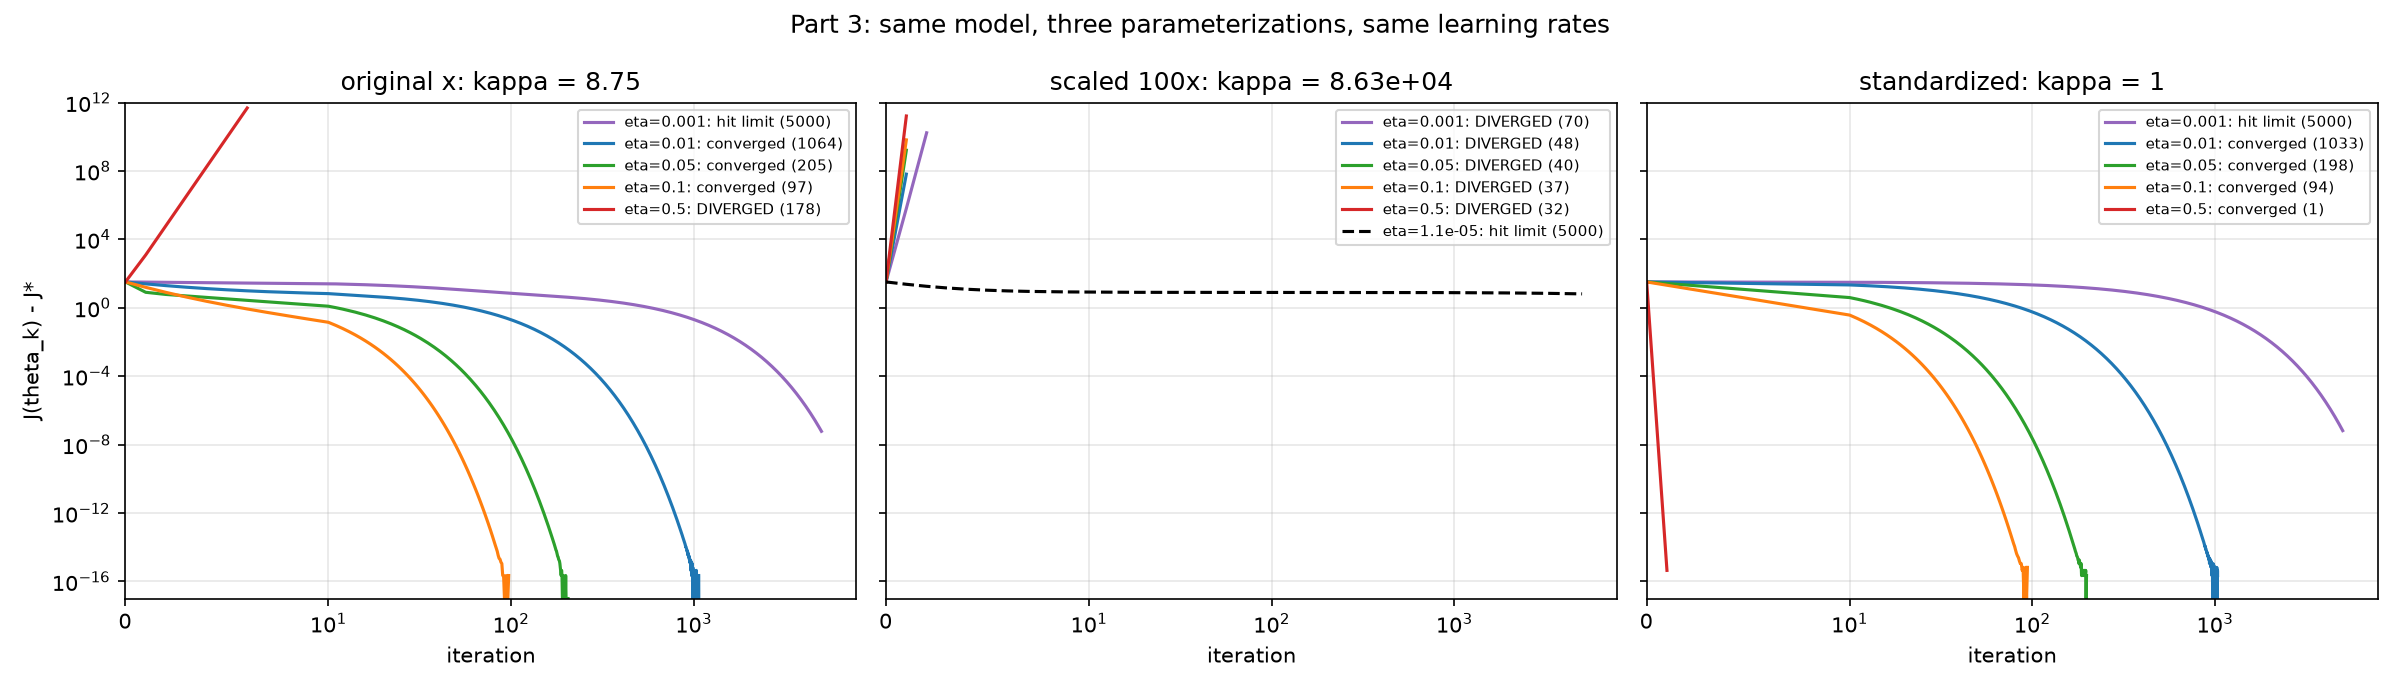 Part 3: same model, three parameterizations, same learning rates
original x: kappa = 8.75
J(theta_k) - J*
10^12
10^8
10^4
10^0
10^-4
10^-8
10^-12
10^-16
eta=0.001: hit limit (5000)
eta=0.01: converged (1064)
eta=0.05: converged (205)
eta=0.1: converged (97)
eta=0.5: DIVERGED (178)
0 10^1 10^2 10^3
iteration
scaled 100x: kappa = 8.63e+04
eta=0.001: DIVERGED (70)
eta=0.01: DIVERGED (48)
eta=0.05: DIVERGED (40)
eta=0.1: DIVERGED (37)
eta=0.5: DIVERGED (32)
eta=1.1e-05: hit limit (5000)
0 10^1 10^2 10^3
iteration
standardized: kappa = 1
eta=0.001: hit limit (5000)
eta=0.01: converged (1033)
eta=0.05: converged (198)
eta=0.1: converged (94)
eta=0.5: converged (1)
0 10^1 10^2 10^3
iteration